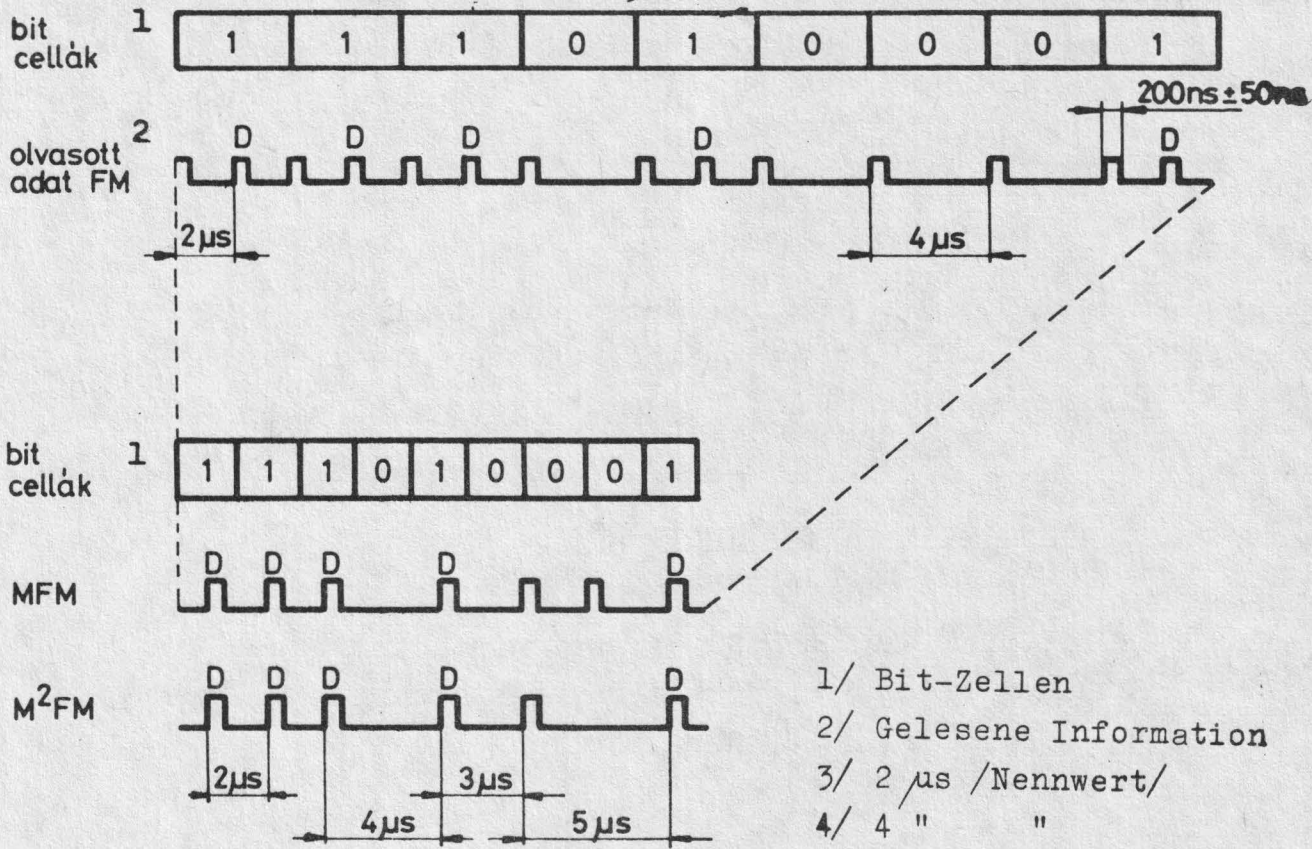 bit cellák 1
1 1 1 0 1 0 0 0 1
200ns±50ns
olvasott adat FM 2
D D D D D
2µs 4µs
bit cellák 1
1 1 1 0 1 0 0 0 1
D D D D D
MFM
D D D D D
M²FM
2µs 3µs
4µs 5µs
1/ Bit-Zellen
2/ Gelesene Information
3/ 2 µs /Nennwert/
4/ 4 " "